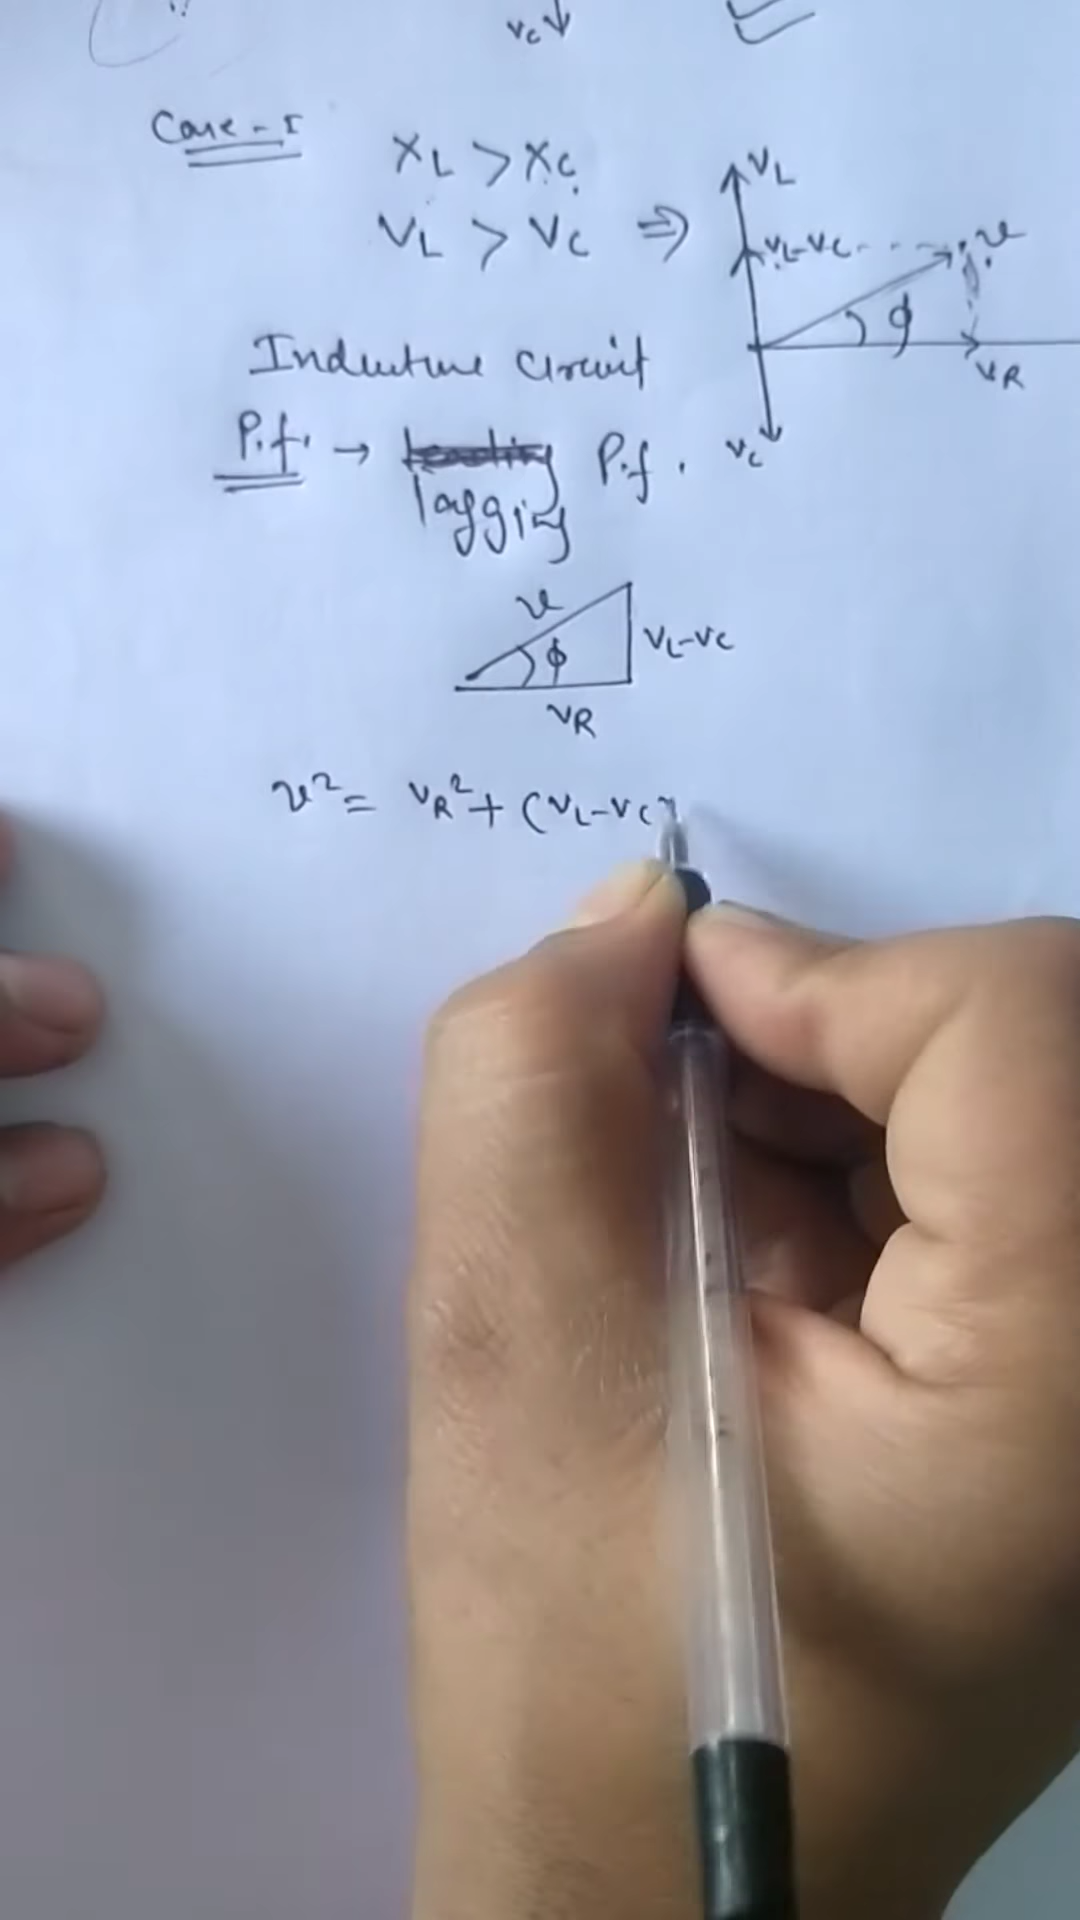 Vc↓
Case-I
XL > Xc
VL > Vc ⇒
VL
VL-Vc
v
ϕ
VR
Vc
Inductive Circuit
P.f. → lagging P.f.
v
ϕ
VL-Vc
VR
v² = VR² + (VL-Vc)